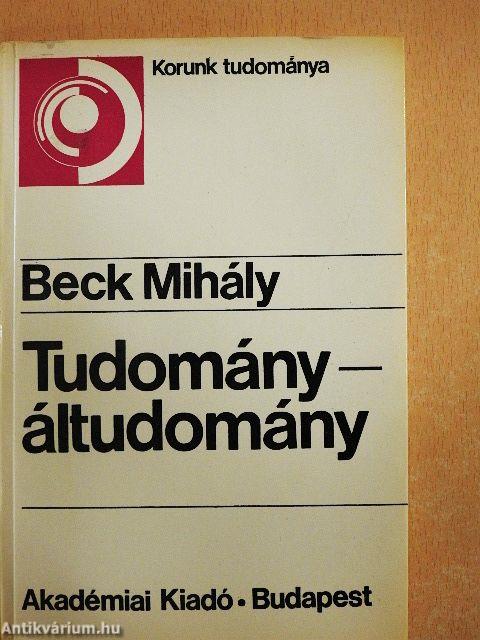 Korunk tudománya
Beck Mihály
Tudomány—
áltudomány
Akadémiai Kiadó • Budapest
Antikvárium.hu